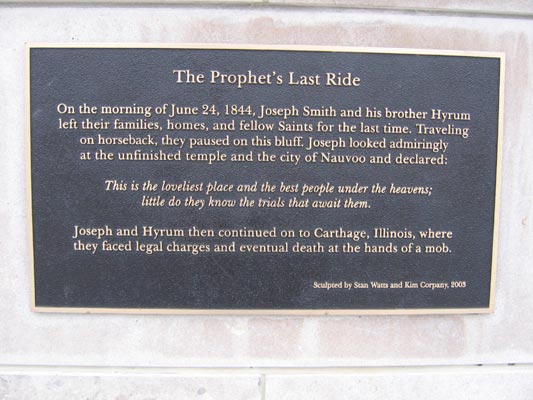 The Prophet's Last Ride
On the morning of June 24, 1844, Joseph Smith and his brother Hyrum
left their families, homes, and fellow Saints for the last time. Traveling
on horseback, they paused on this bluff. Joseph looked admiringly
at the unfinished temple and the city of Nauvoo and declared:
This is the loveliest place and the best people under the heavens;
little do they know the trials that await them.
Joseph and Hyrum then continued on to Carthage, Illinois, where
they faced legal charges and eventual death at the hands of a mob.
Sculpted by Stan Watts and Kim Corpany, 2003